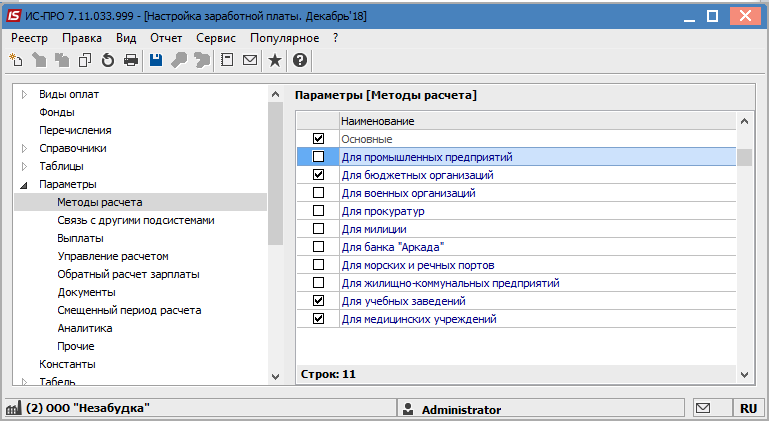 ИС-ПРО 7.11.033.999 - [Настройка заработной платы. Декабрь'18]
Реестр Правка Вид Отчет Сервис Популярное ?
Виды оплат
Фонды
Перечисления
Справочники
Таблицы
Параметры
Методы расчета
Связь с другими подсистемами
Выплаты
Управление расчетом
Обратный расчет зарплаты
Документы
Смещенный период расчета
Аналитика
Прочие
Константы
Табель
Параметры [Методы расчета]
Наименование
Основные
Для промышленных предприятий
Для бюджетных организаций
Для военных организаций
Для прокуратур
Для милиции
Для банка "Аркада"
Для морских и речных портов
Для жилищно-коммунальных предприятий
Для учебных заведений
Для медицинских учреждений
Строк: 11
(2) ООО "Незабудка" Administrator RU